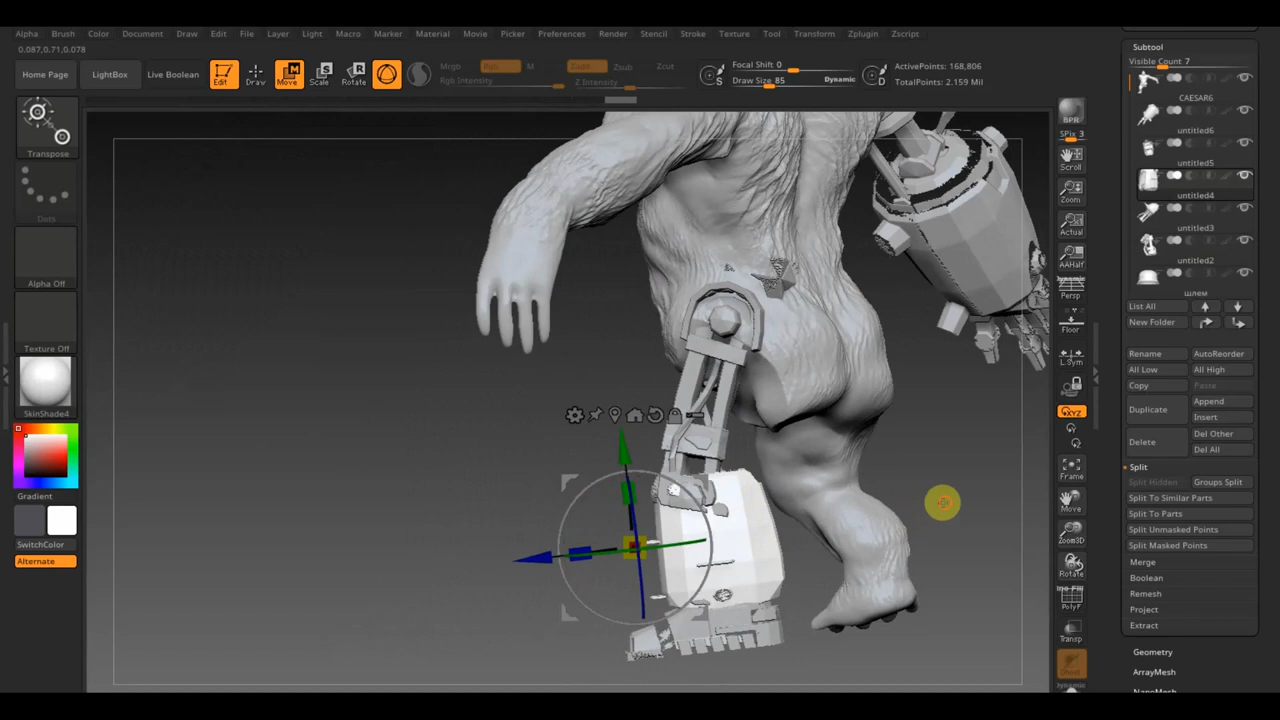 Alpha Brush Color Document Draw Edit File Layer Light Macro Marker Material Movie Picker Preferences Render Stencil Stroke Texture Tool Transform Zplugin Zscript
0.087,0.71,0.078
Home Page LightBox Live Boolean Edit Draw Move Scale Rotate
Mrgb Rgb M Zadd Zsub Zcut
Rgb Intensity Z Intensity
Focal Shift 0
Draw Size 85 Dynamic
S
D
ActivePoints: 168,806
TotalPoints: 2.159 mil
Transpose
Dots
Alpha Off
Texture Off
SkinShade4
Gradient
SwitchColor
Alternate
BPR
SPix 3
Scroll
Zoom
Actual
AAHalf
Persp
Floor
L.Sym
XYZ
Y
Z
Frame
Move
Zoom3D
Rotate
PolyF
Transp
Dynamic
Subtool
Visible Count 7
CAESAR6
untitled6
untitled5
untitled4
untitled3
untitled2
шлем
List All
New Folder
Rename AutoReorder
All Low All High
Copy Paste
Duplicate Append
Insert
Delete Del Other
Del All
Split
Split Hidden Groups Split
Split To Similar Parts
Split To Parts
Split Unmasked Points
Split Masked Points
Merge
Boolean
Remesh
Project
Extract
Geometry
ArrayMesh
NanoMesh